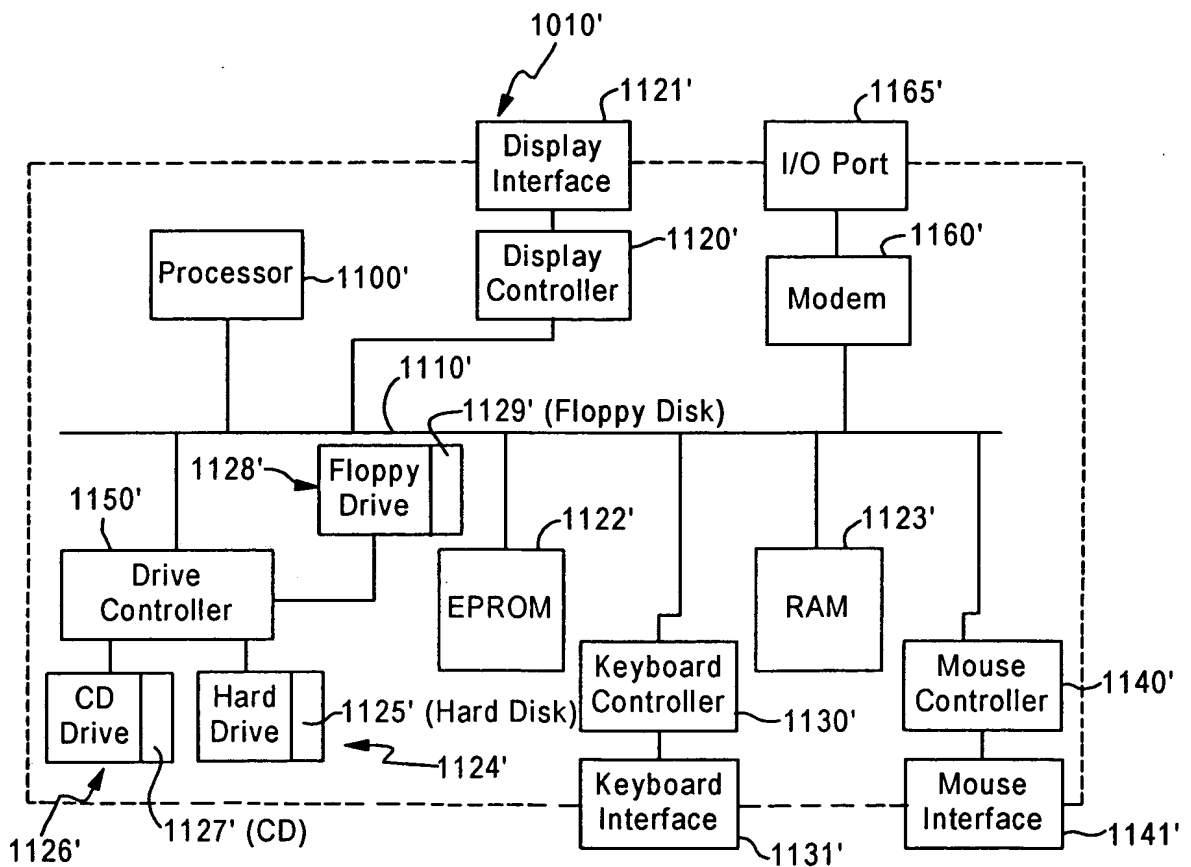 1010'
1121'
1165'
Display
Interface
I/O Port
1120'
1160'
Processor
1100'
Display
Controller
Modem
1110'
1129' (Floppy Disk)
1128'
Floppy
Drive
1150'
1122'
1123'
Drive
Controller
EPROM
RAM
CD
Drive
Hard
Drive
1125' (Hard Disk)
Keyboard
Controller
1130'
Mouse
Controller
1140'
1124'
1126'
1127' (CD)
Keyboard
Interface
1131'
Mouse
Interface
1141'